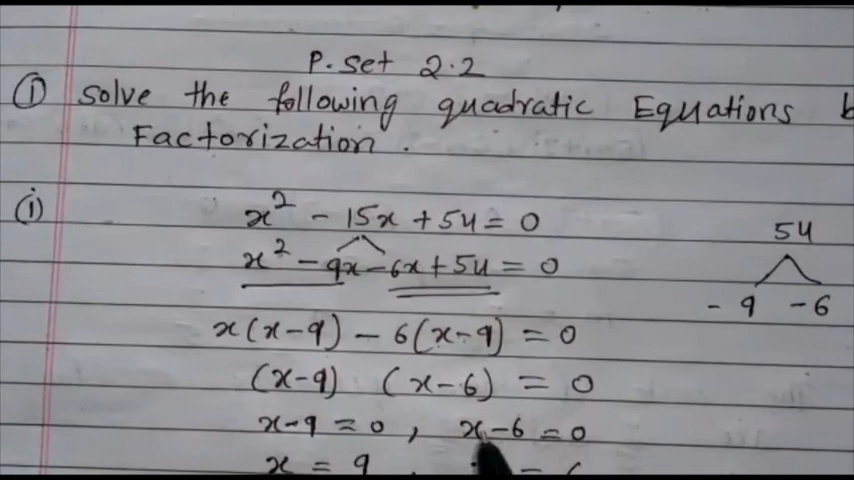 P. Set 2.2
① Solve the following quadratic Equations
Factorization.
(i) x² - 15x + 54 = 0
54
x² - 9x - 6x + 54 = 0
- 9 - 6
x(x-9) - 6(x-9) = 0
(x-9) (x-6) = 0
x-9 = 0, x-6 = 0
x = 9